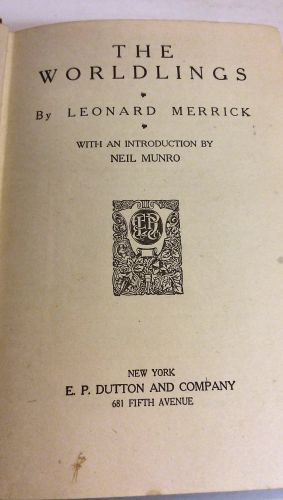 THE
WORLDLINGS
By LEONARD MERRICK
WITH AN INTRODUCTION BY
NEIL MUNRO
NEW YORK
E. P. DUTTON AND COMPANY
681 FIFTH AVENUE